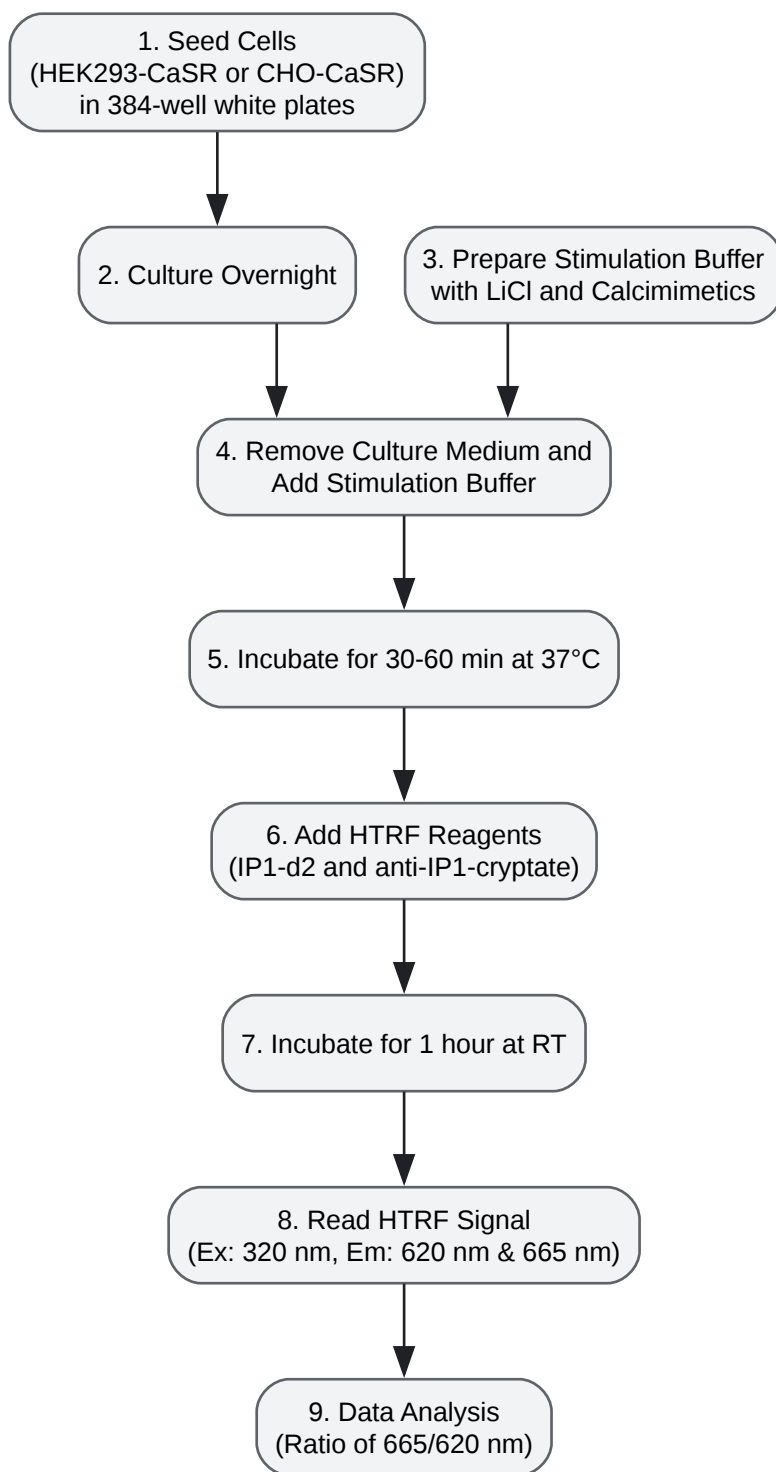 1. Seed Cells
(HEK293-CaSR or CHO-CaSR)
in 384-well white plates
2. Culture Overnight
3. Prepare Stimulation Buffer
with LiCl and Calcimimetics
4. Remove Culture Medium and
Add Stimulation Buffer
5. Incubate for 30-60 min at 37°C
6. Add HTRF Reagents
(IP1-d2 and anti-IP1-cryptate)
7. Incubate for 1 hour at RT
8. Read HTRF Signal
(Ex: 320 nm, Em: 620 nm & 665 nm)
9. Data Analysis
(Ratio of 665/620 nm)